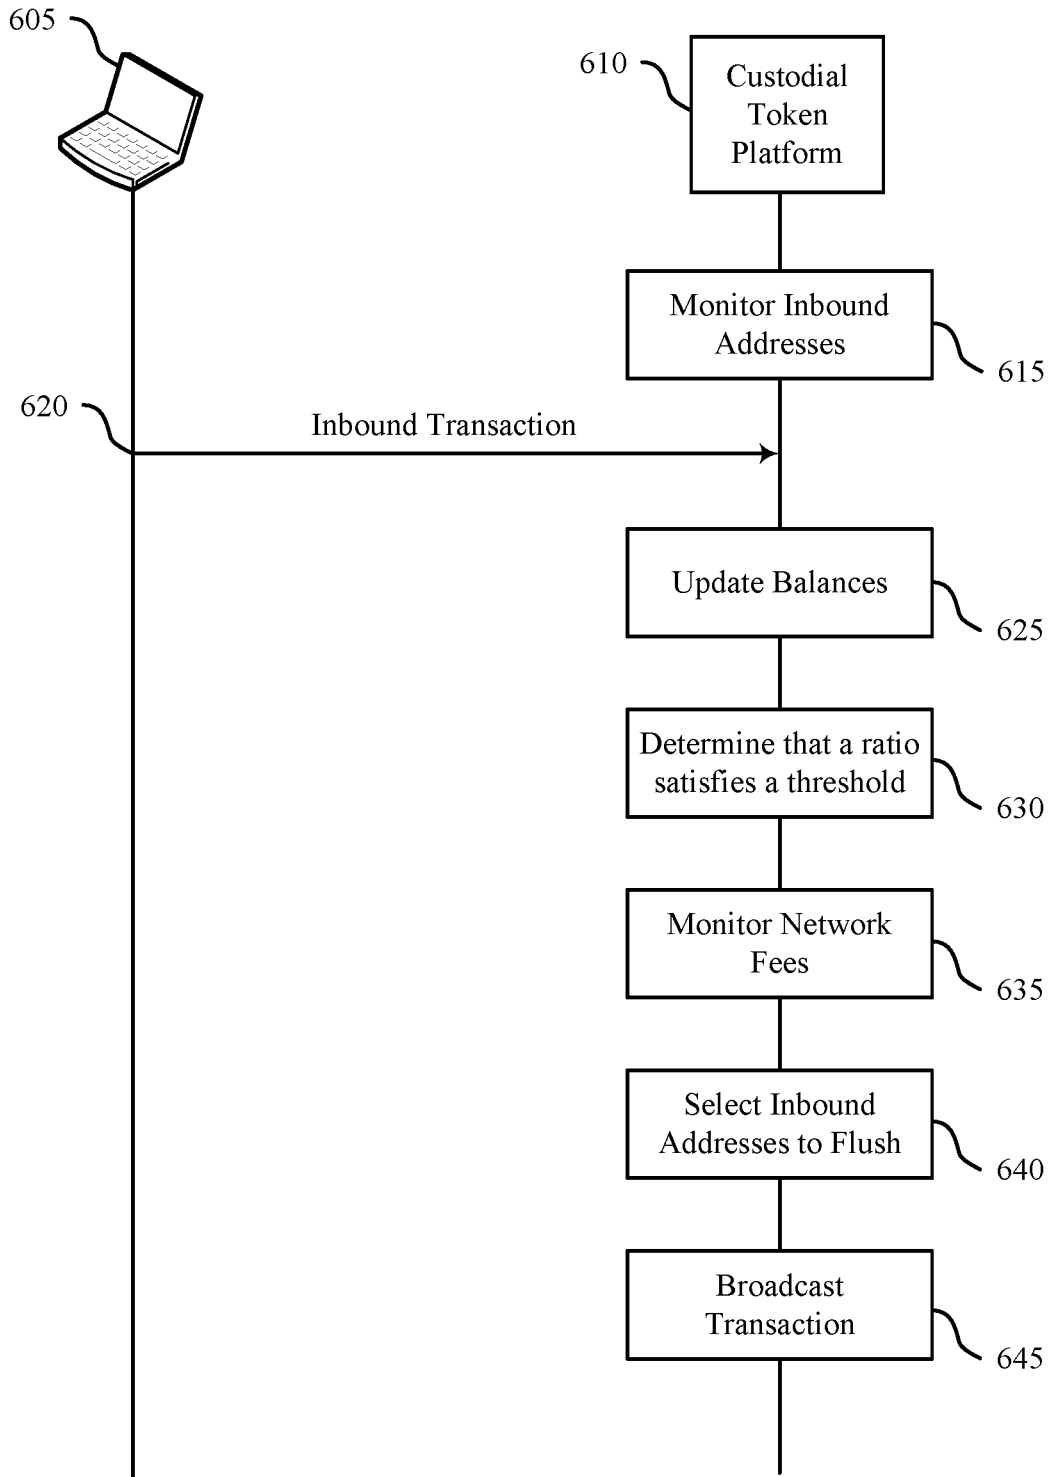 605
610
Custodial
Token
Platform
Monitor Inbound
Addresses
615
620
Inbound Transaction
Update Balances
625
Determine that a ratio
satisfies a threshold
630
Monitor Network
Fees
635
Select Inbound
Addresses to Flush
640
Broadcast
Transaction
645